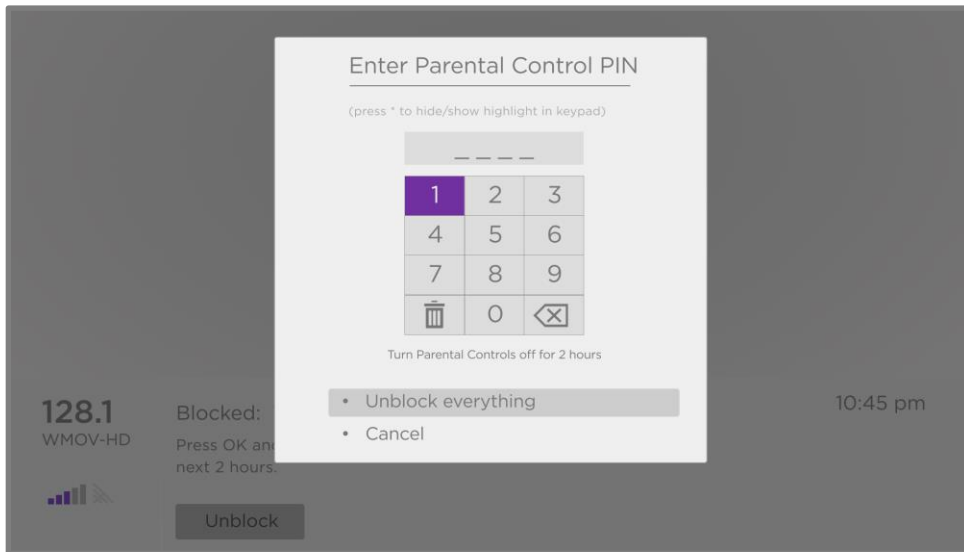 Enter Parental Control PIN
(press * to hide/show highlight in keypad)
_ _ _ _
1 2 3
4 5 6
7 8 9
0
Turn Parental Controls off for 2 hours
• Unblock everything
• Cancel
128.1
WMOV-HD
Blocked:
Press OK and
next 2 hours.
Unblock
10:45 pm